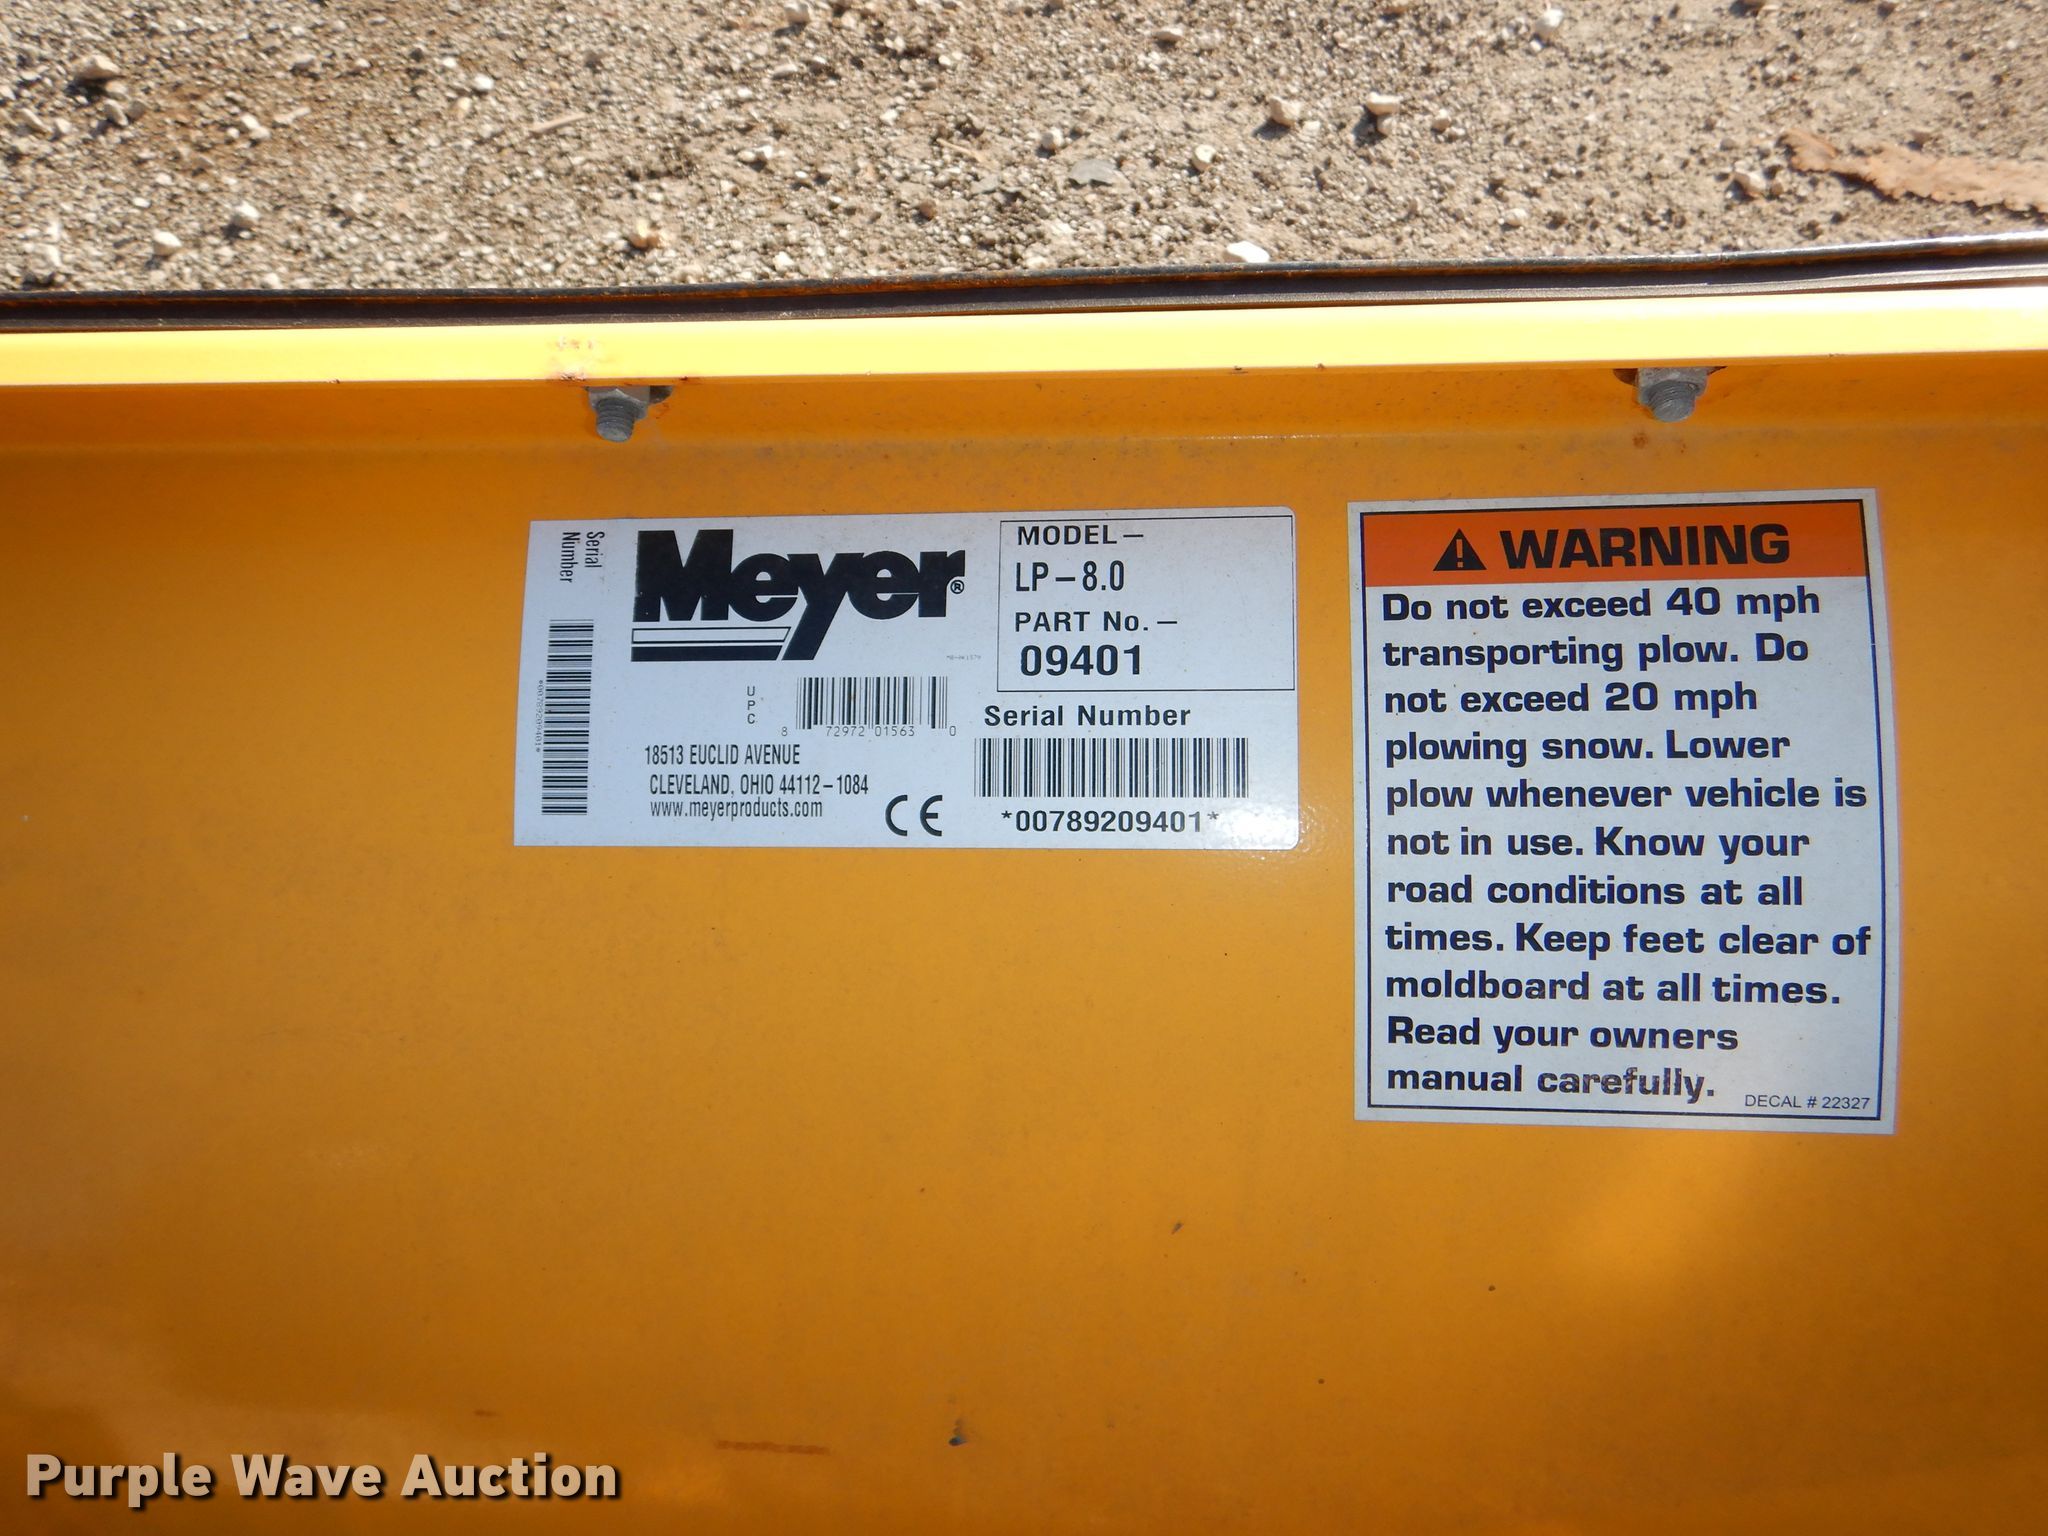 Serial
Number
*00789209401*
Meyer®
MODEL–
LP–8.0
PART No.–
09401
UPC
8 72972 01563 0
Serial Number
*00789209401*
18513 EUCLID AVENUE
CLEVELAND, OHIO 44112–1084
www.meyerproducts.com
CE
WARNING
Do not exceed 40 mph
transporting plow. Do
not exceed 20 mph
plowing snow. Lower
plow whenever vehicle is
not in use. Know your
road conditions at all
times. Keep feet clear of
moldboard at all times.
Read your owners
manual carefully.
DECAL # 22327
Purple Wave Auction